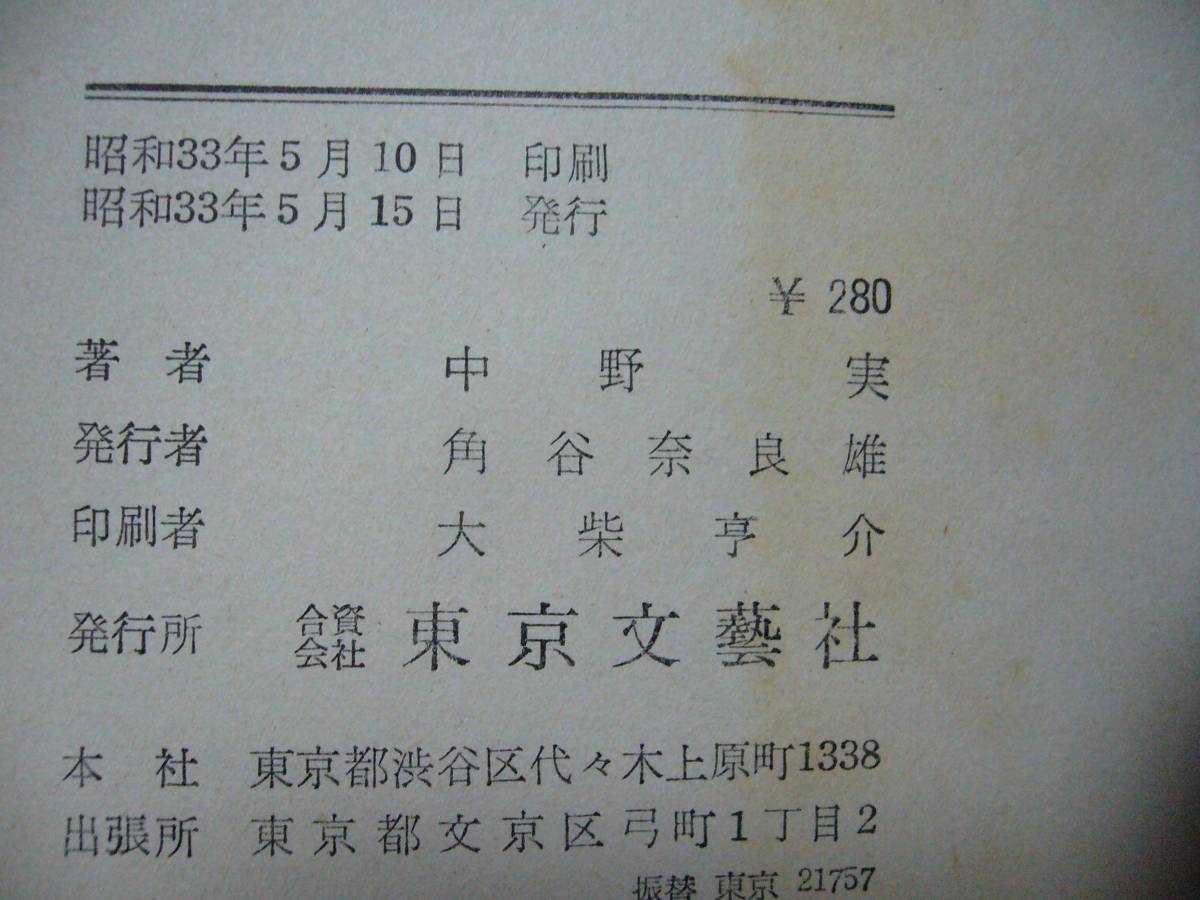 昭和33年5月10日 印刷
昭和33年5月15日 発行
¥ 280
著者 中野実
発行者 角谷奈良雄
印刷者 大柴亨介
発行所 合資会社 東京文藝社
本社 東京都渋谷区代々木上原町1338
出張所 東京都文京区弓町1丁目2
振替 東京 21757